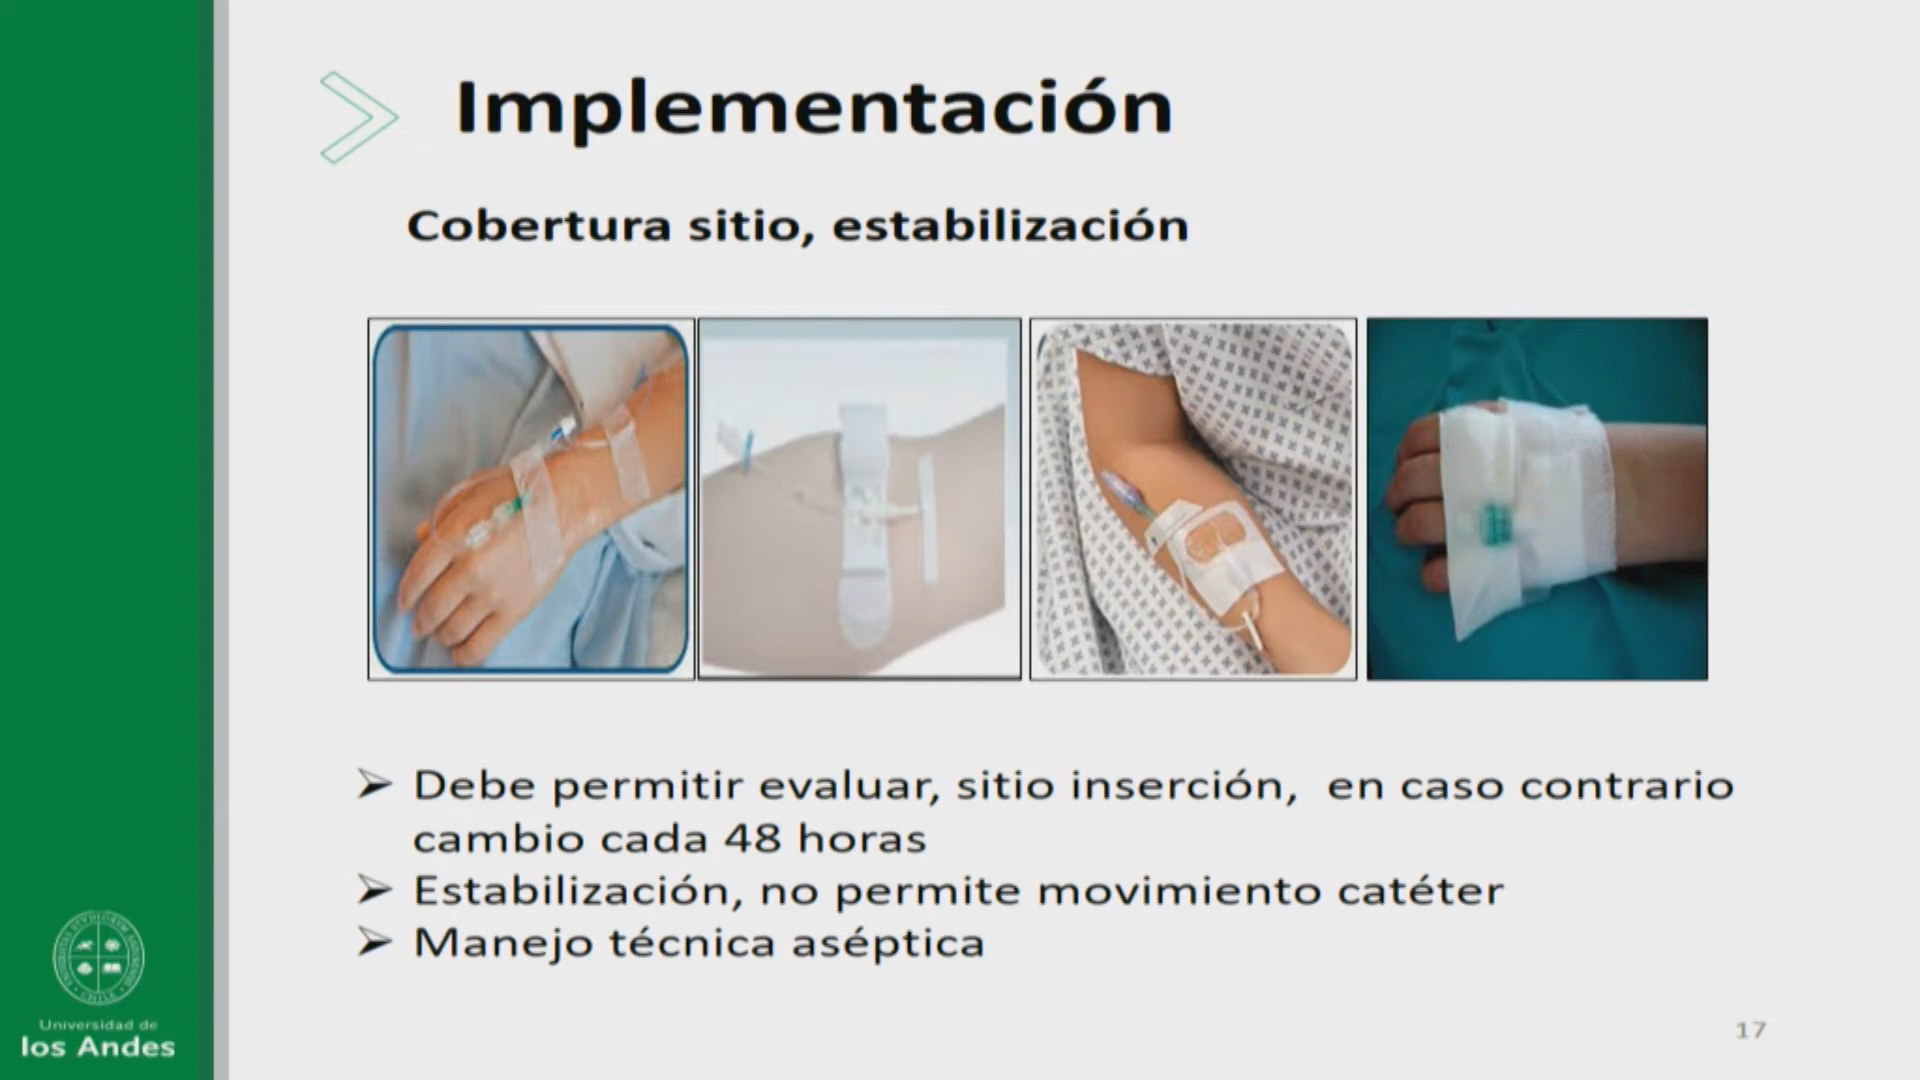 Implementación
Cobertura sitio, estabilización
➢ Debe permitir evaluar, sitio inserción, en caso contrario
cambio cada 48 horas
➢ Estabilización, no permite movimiento catéter
➢ Manejo técnica aséptica
Universidad de
los Andes
17